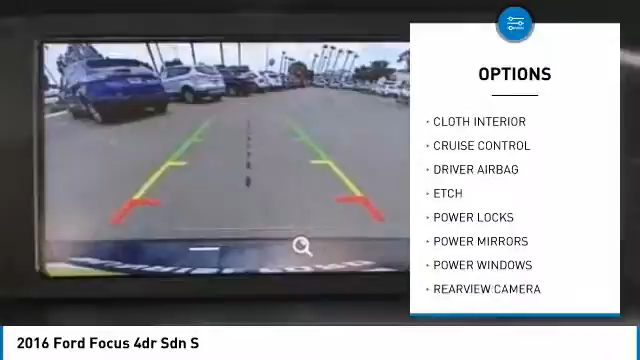 OPTIONS
· CLOTH INTERIOR
· CRUISE CONTROL
· DRIVER AIRBAG
· ETCH
· POWER LOCKS
· POWER MIRRORS
· POWER WINDOWS
· REARVIEW CAMERA
2016 Ford Focus 4dr Sdn S